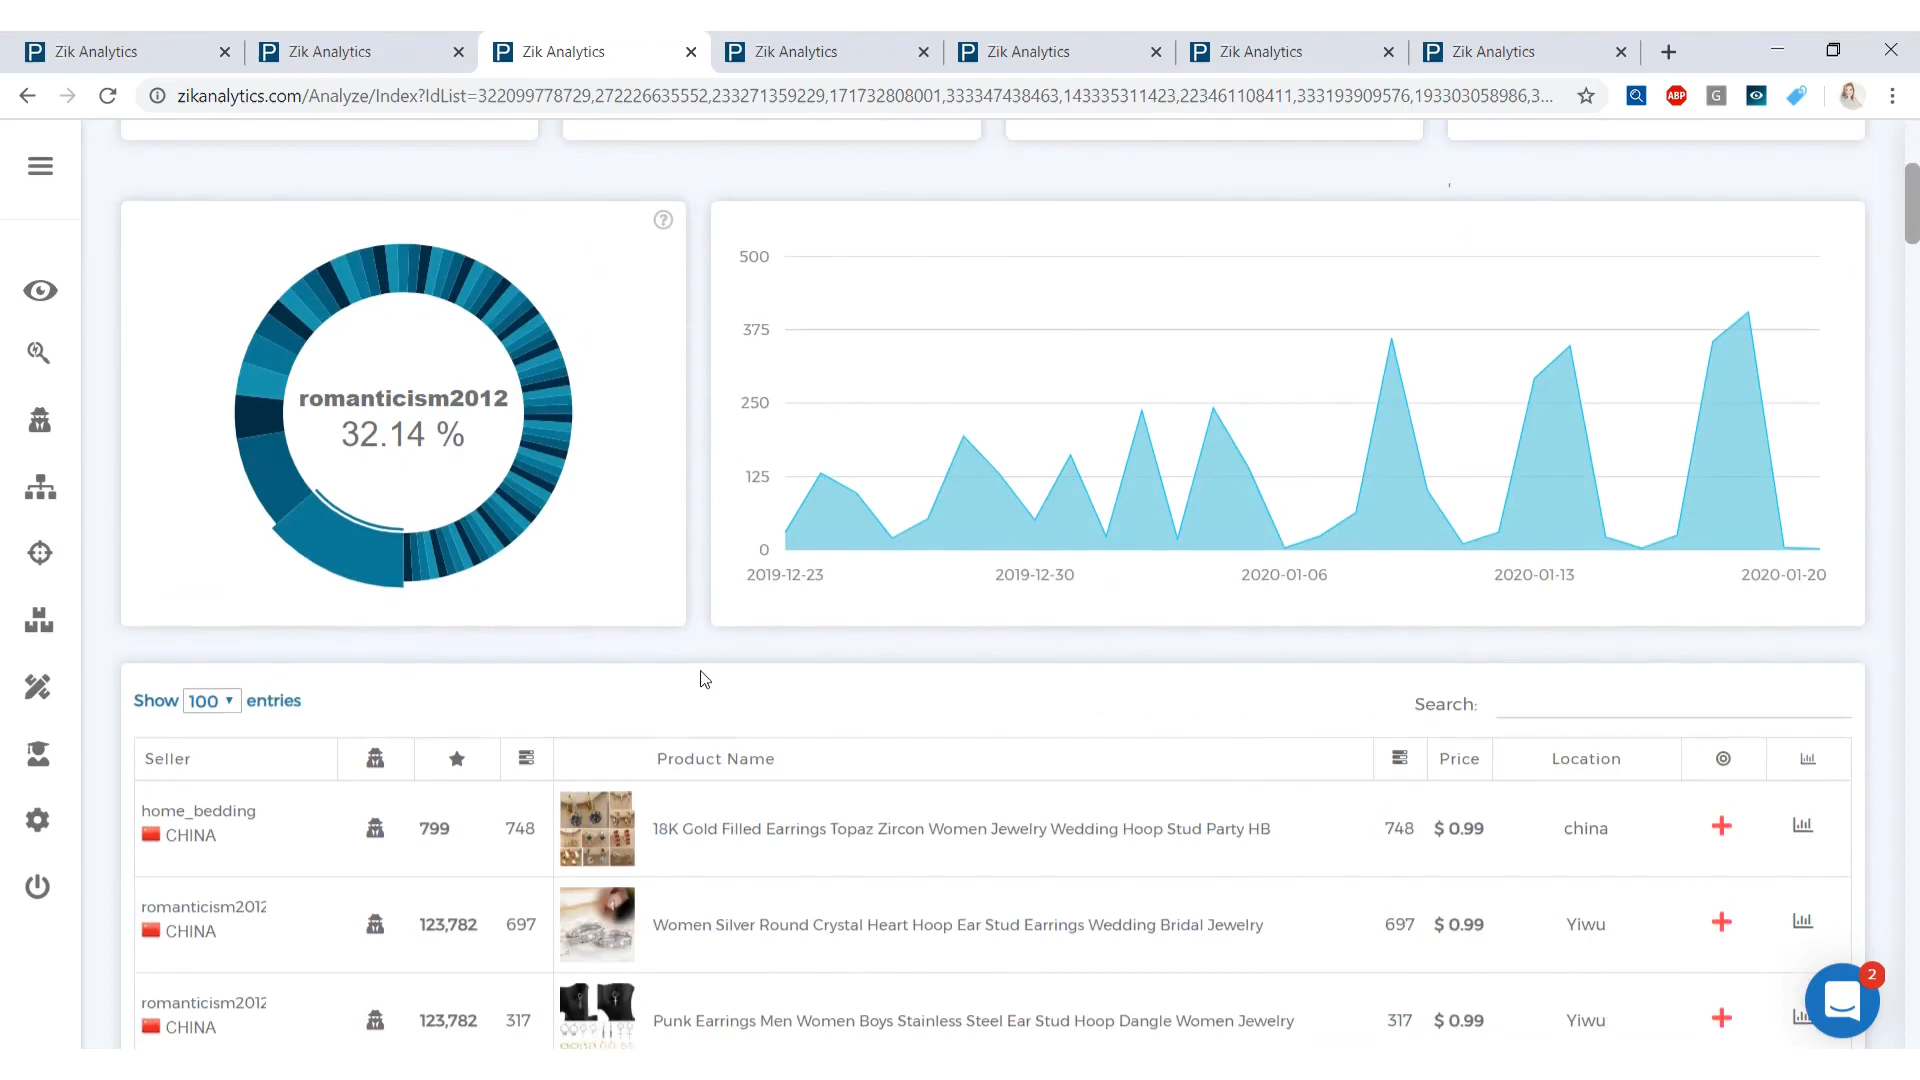 Zik Analytics
Zik Analytics
Zik Analytics
Zik Analytics
Zik Analytics
Zik Analytics
Zik Analytics
zikanalytics.com/Analyze/Index?IdList=322099778729,272226635552,233271359229,171732808001,333347438463,143335311423,223461108411,333193909576,193303058986,3...
ABP
G
romanticism2012
32.14 %
500
375
250
125
0
2019-12-23 2019-12-30 2020-01-06 2020-01-13 2020-01-20
Show 100 entries
Search:
Seller Product Name Price Location
home_bedding
CHINA
799 748 18K Gold Filled Earrings Topaz Zircon Women Jewelry Wedding Hoop Stud Party HB 748 $ 0.99 china
romanticism2012
CHINA
123,782 697 Women Silver Round Crystal Heart Hoop Ear Stud Earrings Wedding Bridal Jewelry 697 $ 0.99 Yiwu
romanticism2012
CHINA
123,782 317 Punk Earrings Men Women Boys Stainless Steel Ear Stud Hoop Dangle Women Jewelry 317 $ 0.99 Yiwu
2